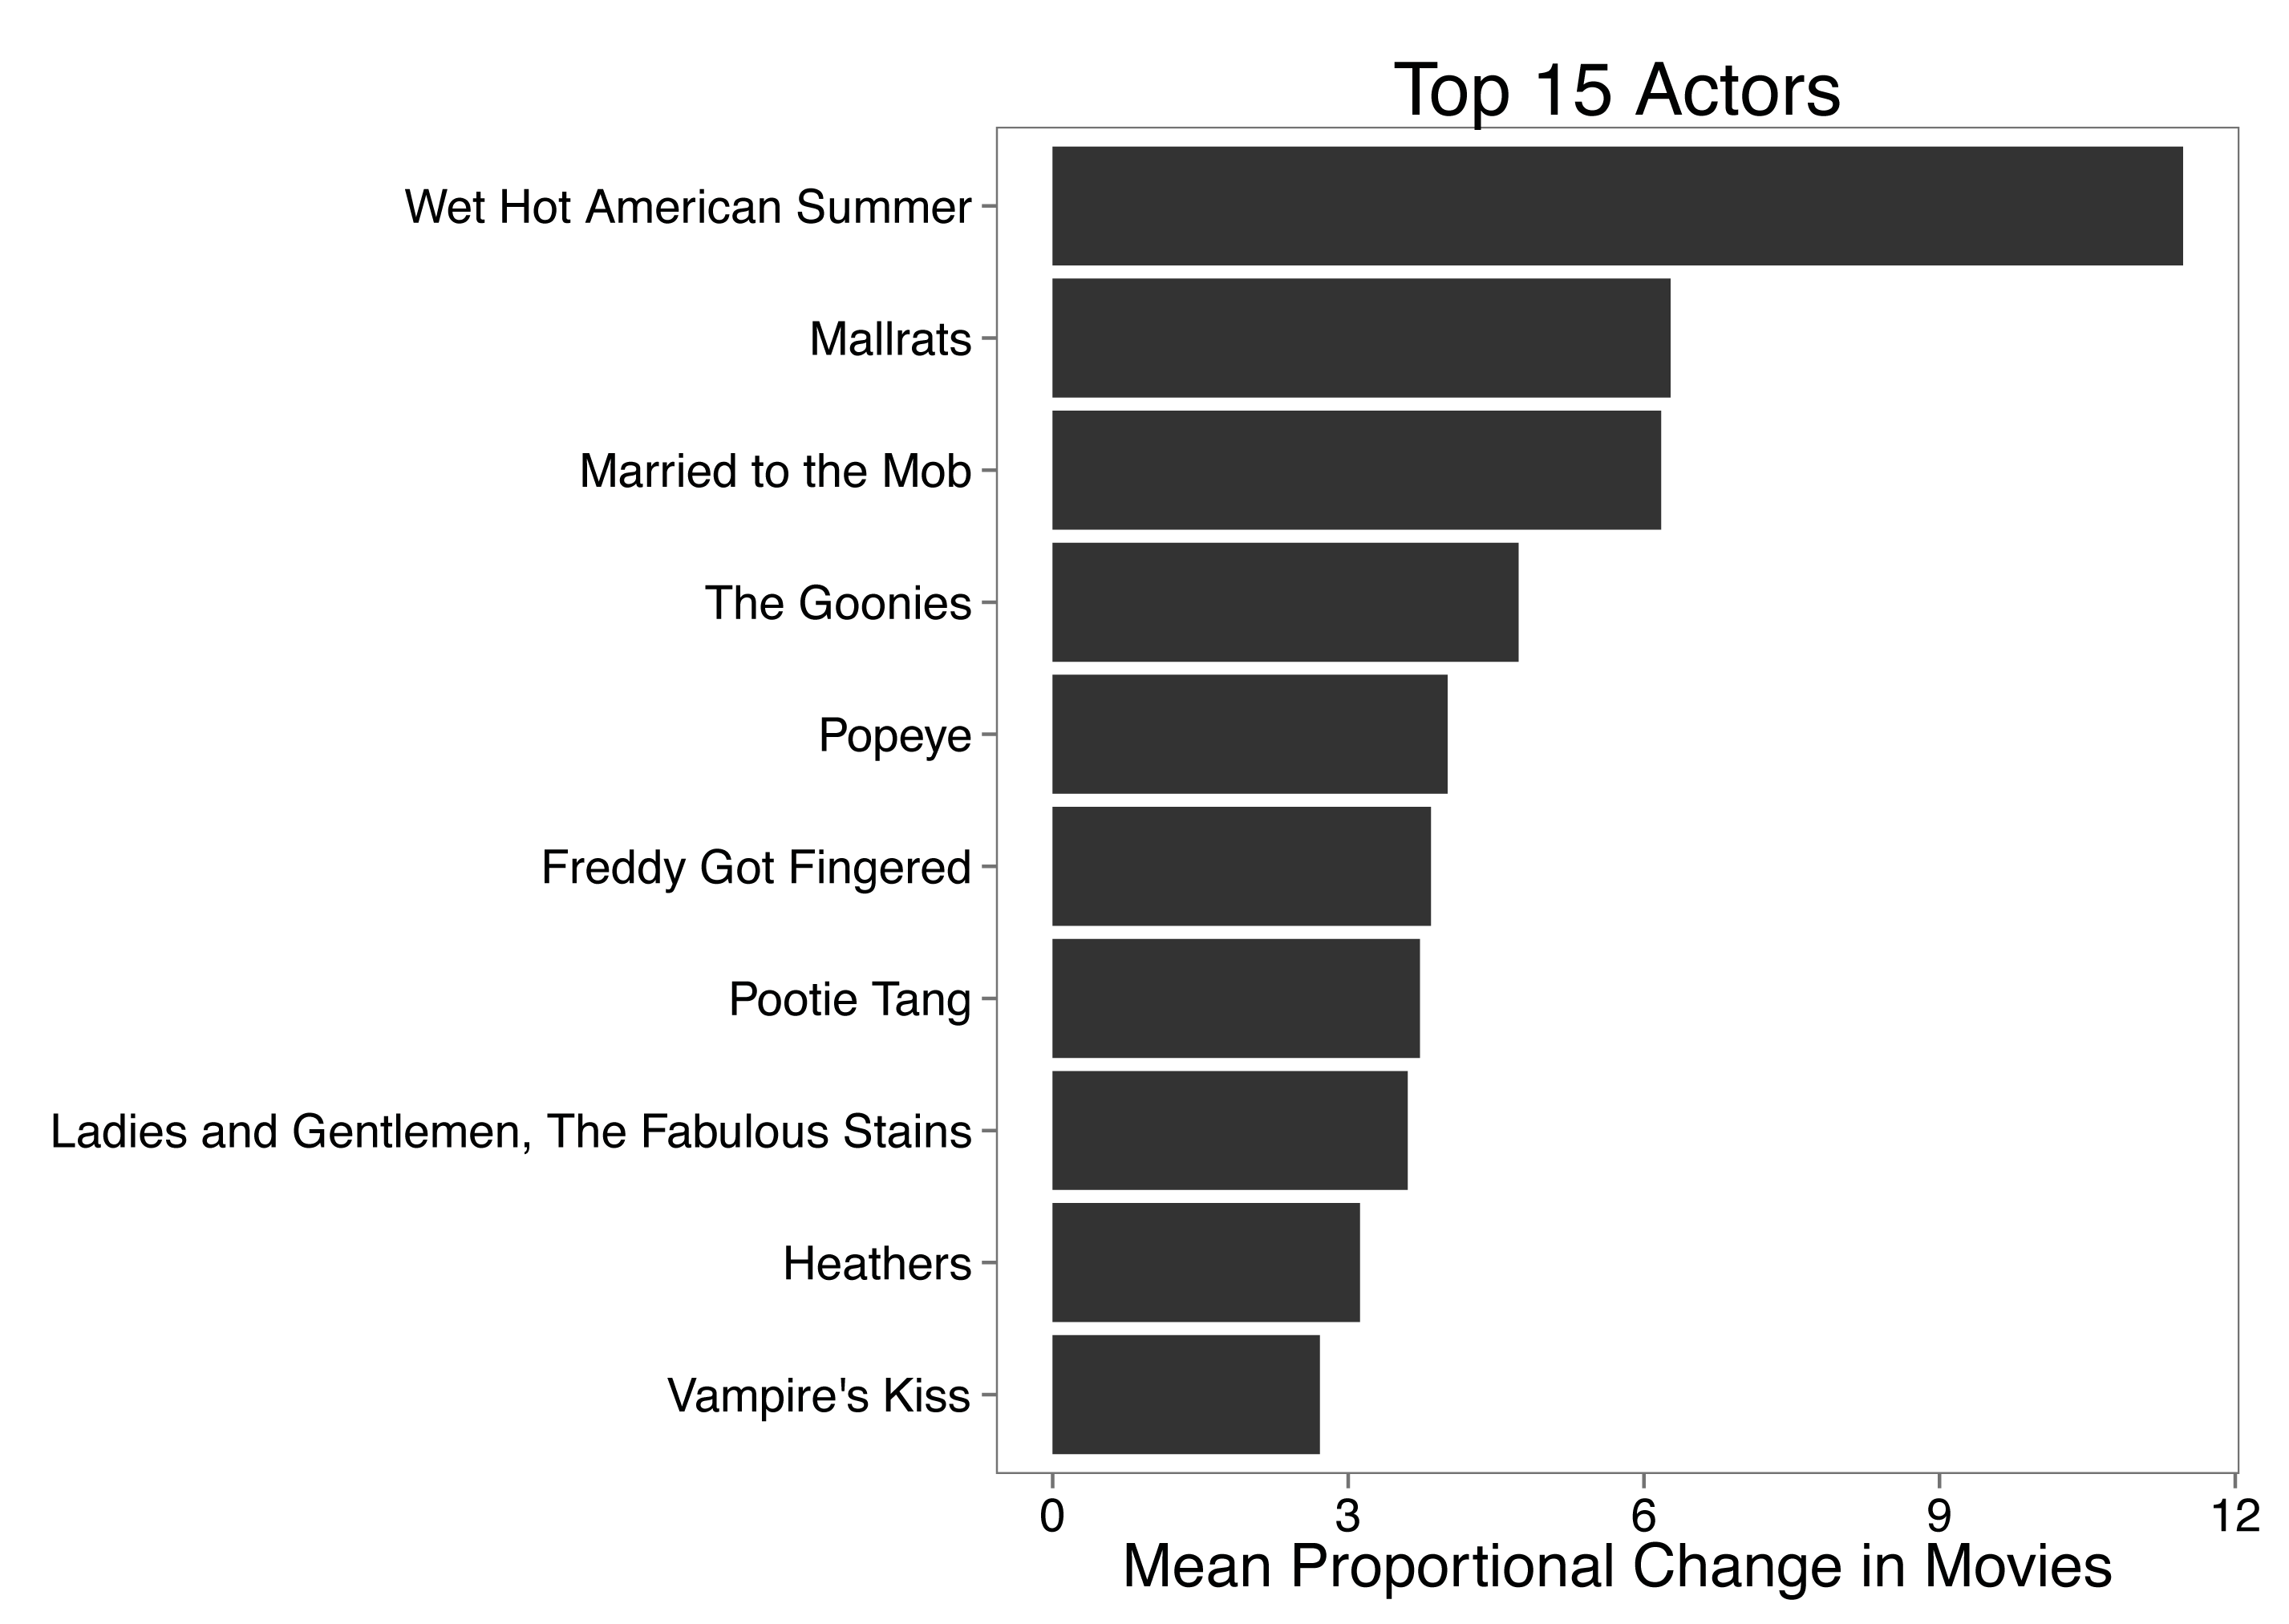 Top 15 Actors
Wet Hot American Summer
Mallrats
Married to the Mob
The Goonies
Popeye
Freddy Got Fingered
Pootie Tang
Ladies and Gentlemen, The Fabulous Stains
Heathers
Vampire's Kiss
0 3 6 9 12
Mean Proportional Change in Movies